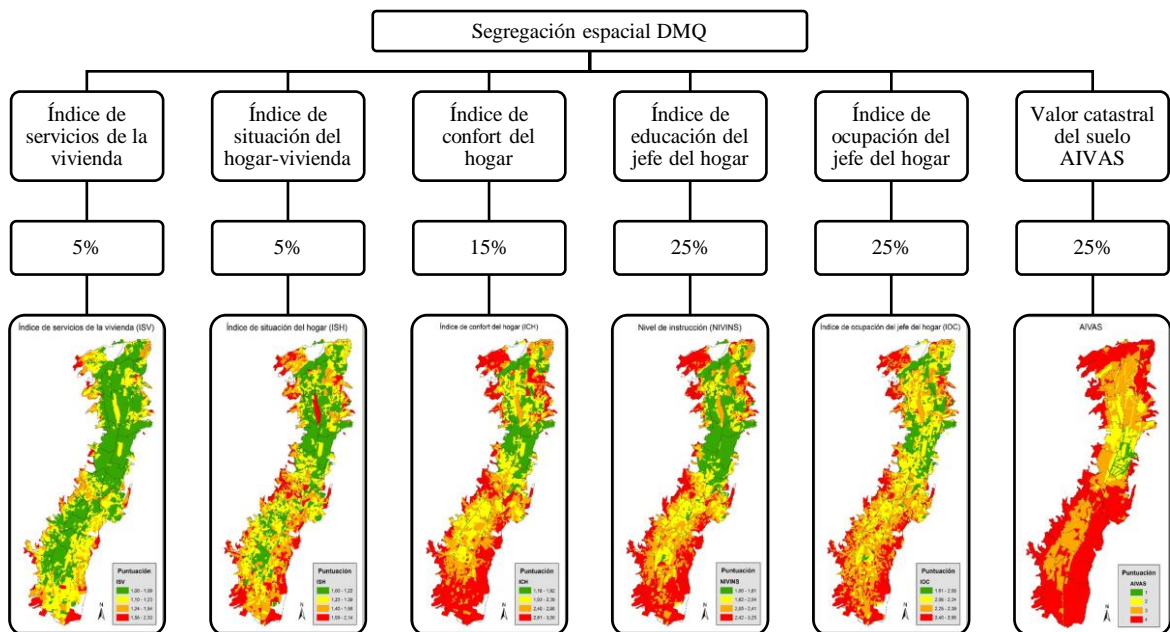 Segregación espacial DMQ
Índice de
servicios de la
vivienda
Índice de
situación del
hogar-vivienda
Índice de
confort del
hogar
Índice de
educación del
jefe del hogar
Índice de
ocupación del
jefe del hogar
Valor catastral
del suelo
AIVAS
5%
5%
15%
25%
25%
25%
Índice de servicios de la vivienda (ISV)
Puntuación
ISV
N
Índice de situación del hogar (ISH)
Puntuación
ISH
N
Índice de confort del hogar (ICH)
Puntuación
ICH
N
Nivel de instrucción (NIVINS)
Puntuación
NIVINS
N
Índice de ocupación del jefe del hogar (IOC)
Puntuación
IOC
N
AIVAS
Puntuación
AIVAS
1
2
3
4
N